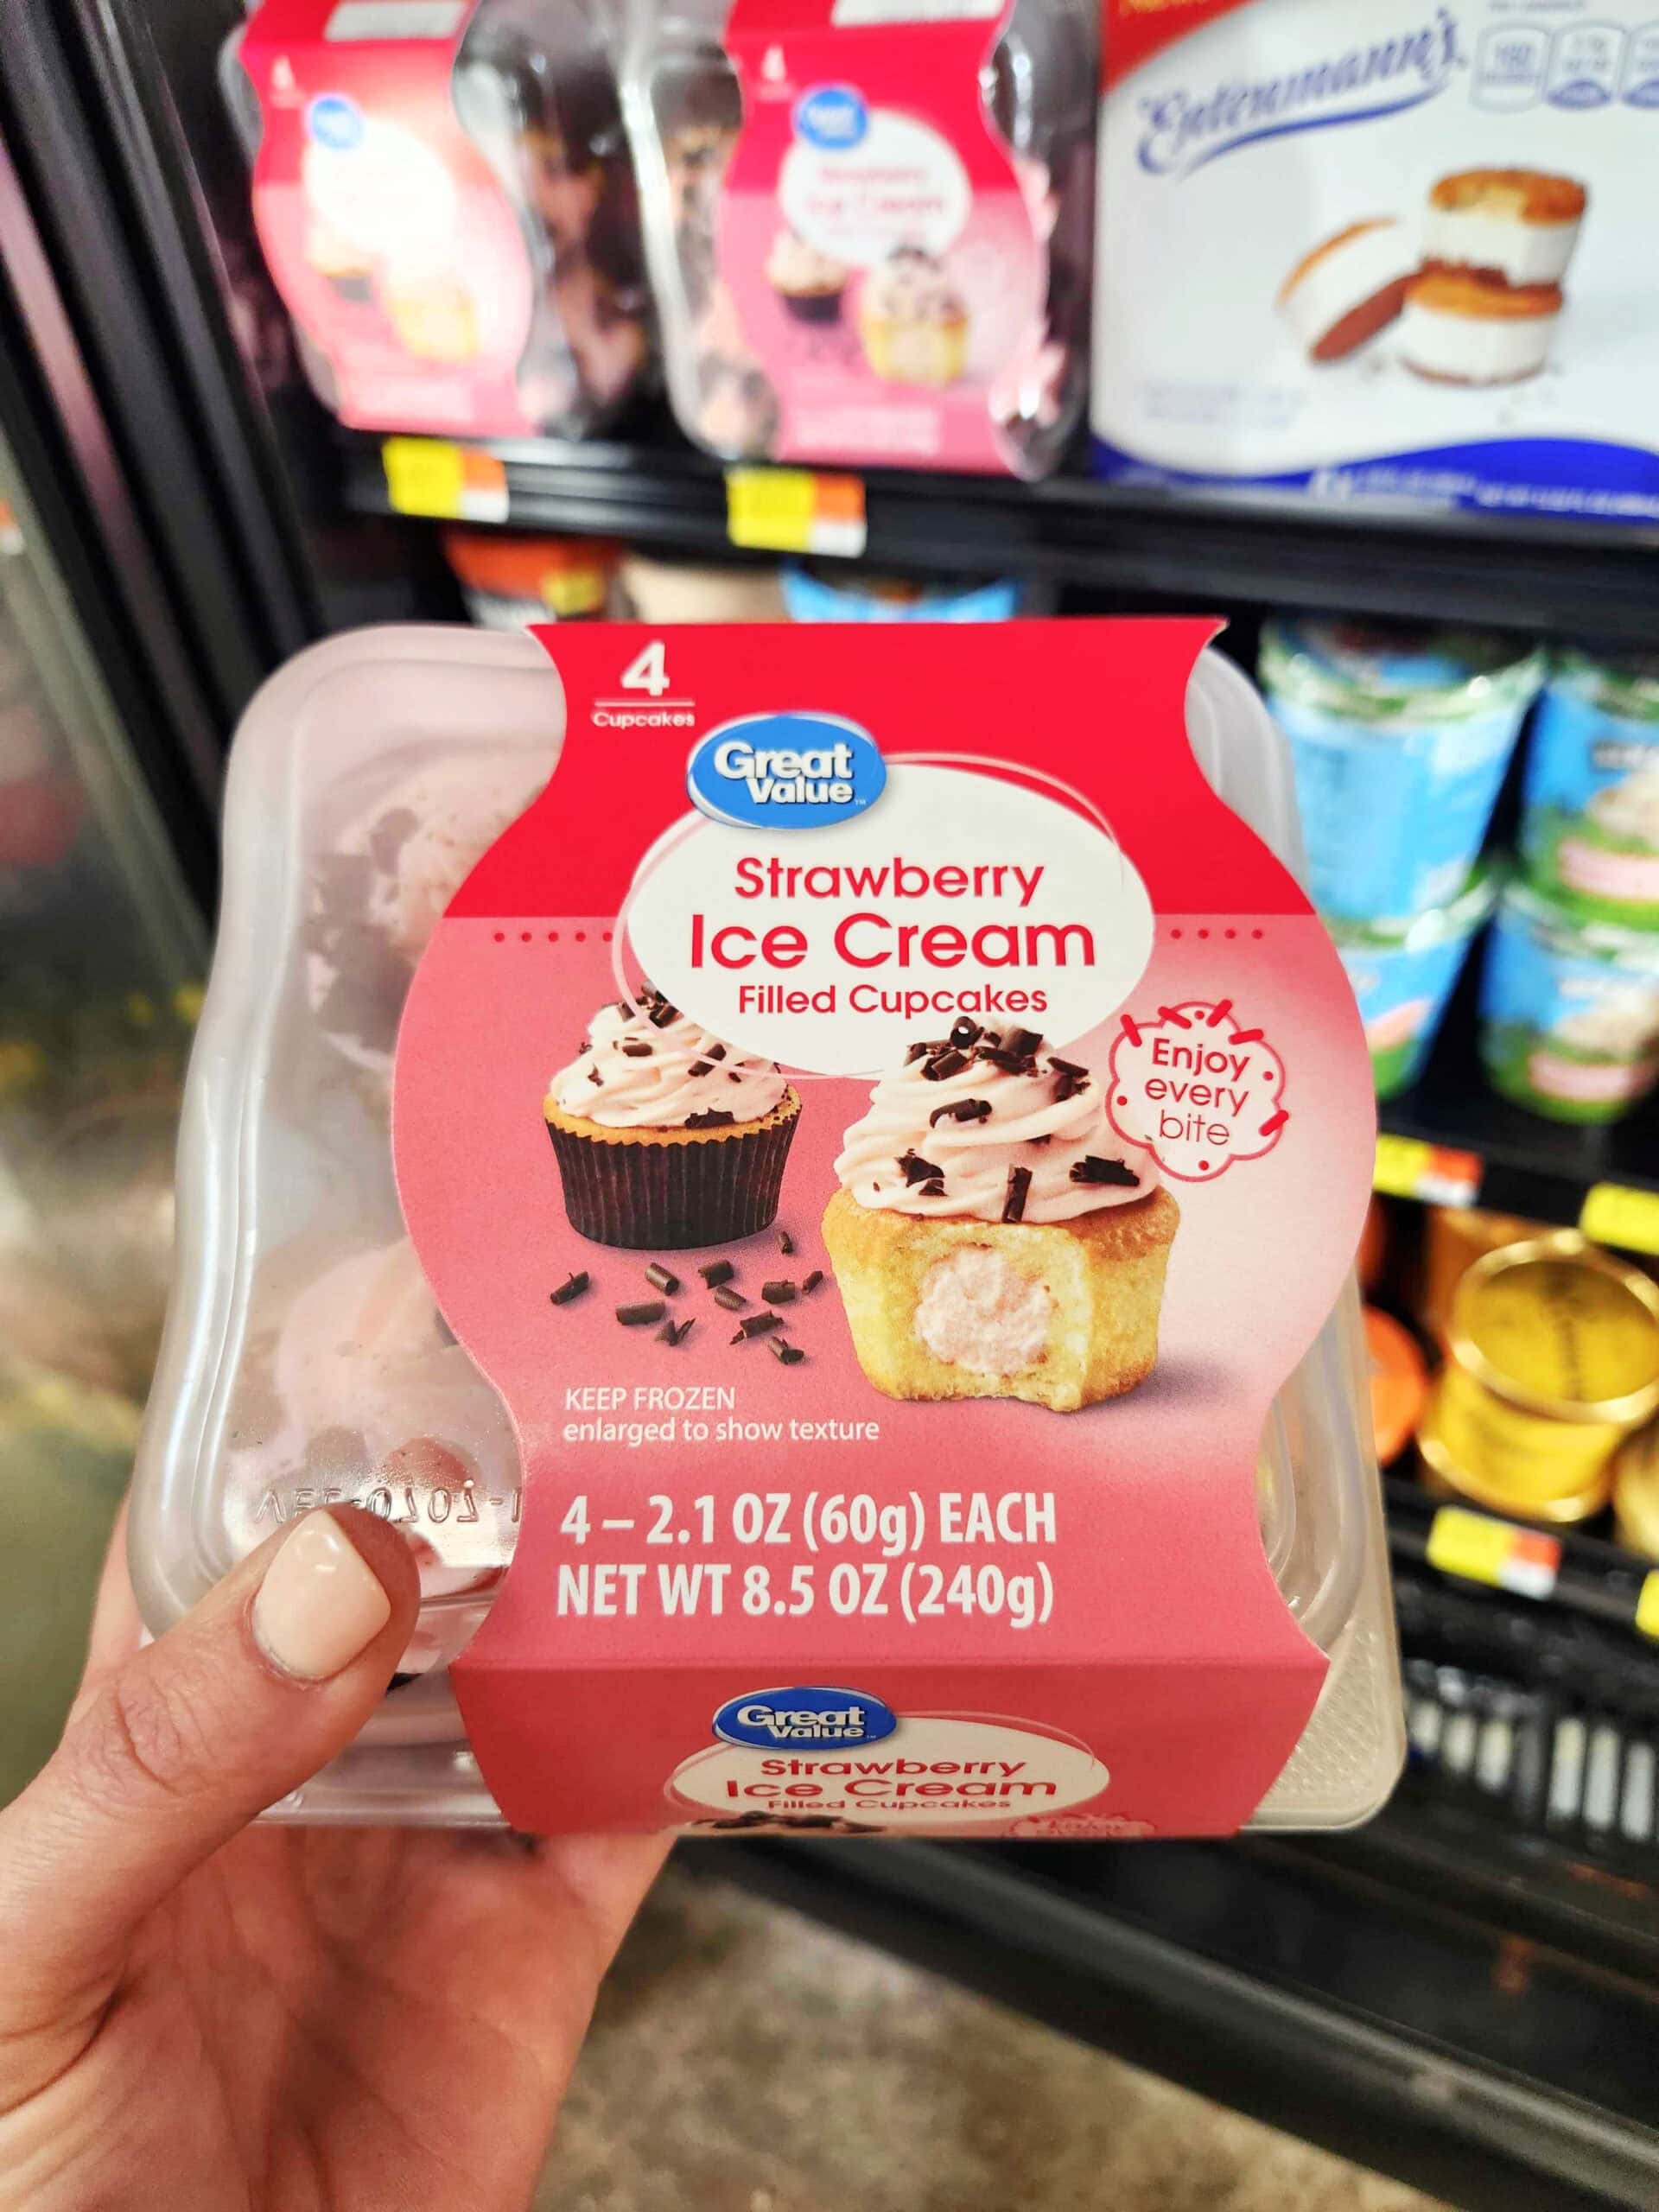 Entenmann's
4
Cupcakes
Great
Value
Strawberry
Ice Cream
Filled Cupcakes
Enjoy
every
bite
KEEP FROZEN
enlarged to show texture
4 – 2.1 OZ (60g) EACH
NET WT 8.5 OZ (240g)
Great
Value
Strawberry
Ice Cream
Filled Cupcakes